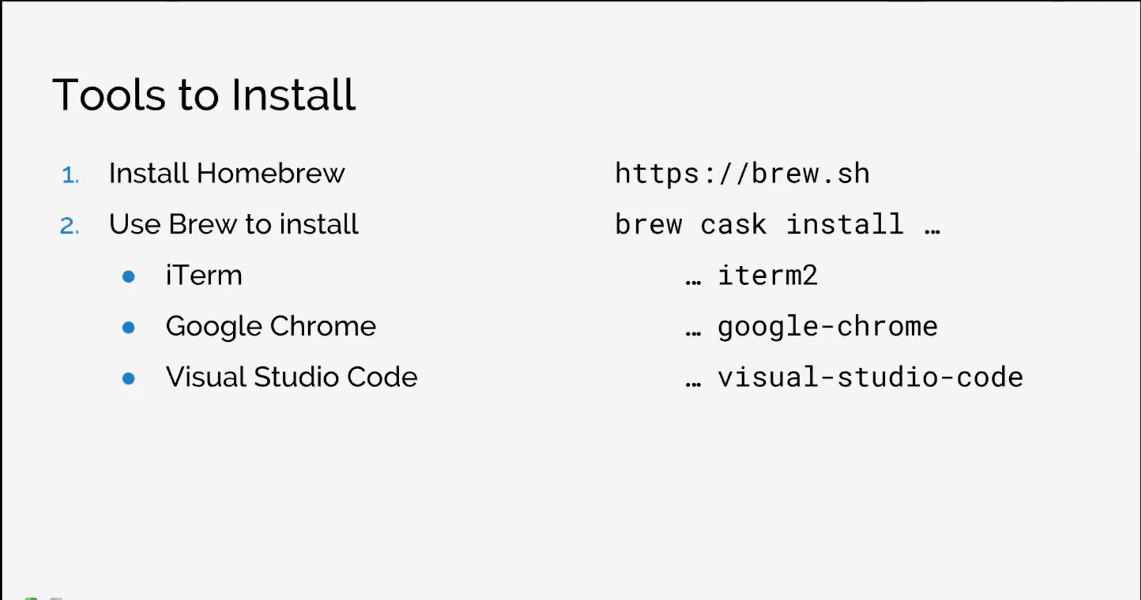 Tools to Install
1. Install Homebrew https://brew.sh
2. Use Brew to install brew cask install …
● iTerm … iterm2
● Google Chrome … google-chrome
● Visual Studio Code … visual-studio-code